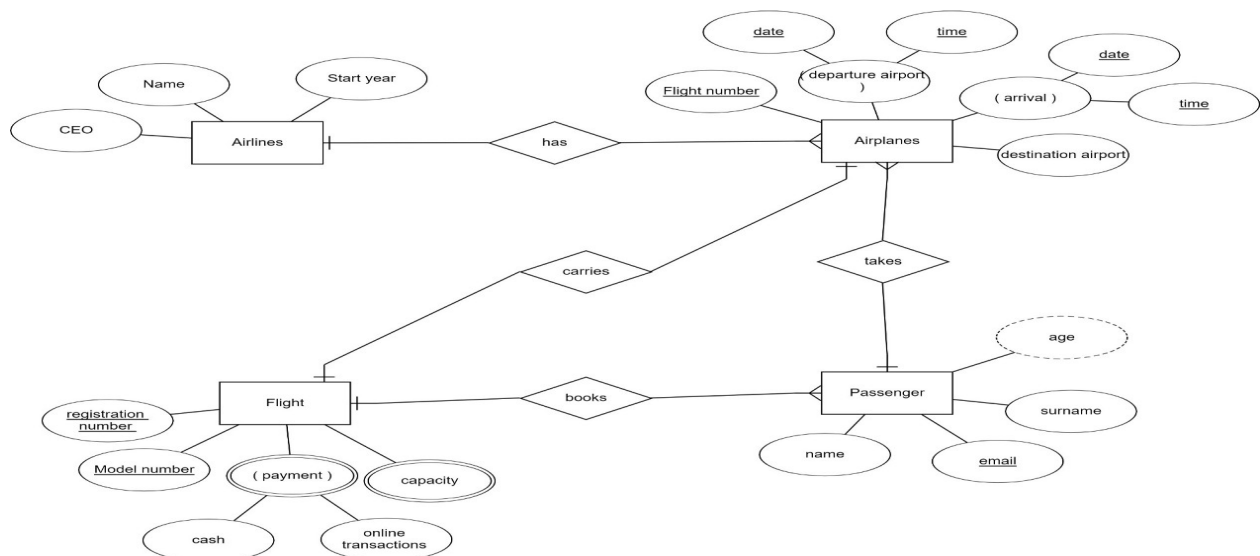 date
time
date
Name
Start year
( departure airport
)
Flight number
( arrival )
time
CEO
Airlines
has
Airplanes
destination airport
carries
takes
age
Flight
books
Passenger
registration
number
surname
Model number
( payment )
capacity
name
email
cash
online
transactions